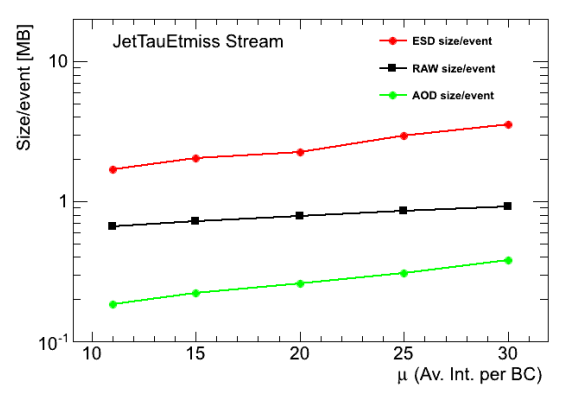 JetTauEtmiss Stream
ESD size/event
RAW size/event
AOD size/event
Size/event [MB]
10
1
10-1
10 15 20 25 30
μ (Av. Int. per BC)